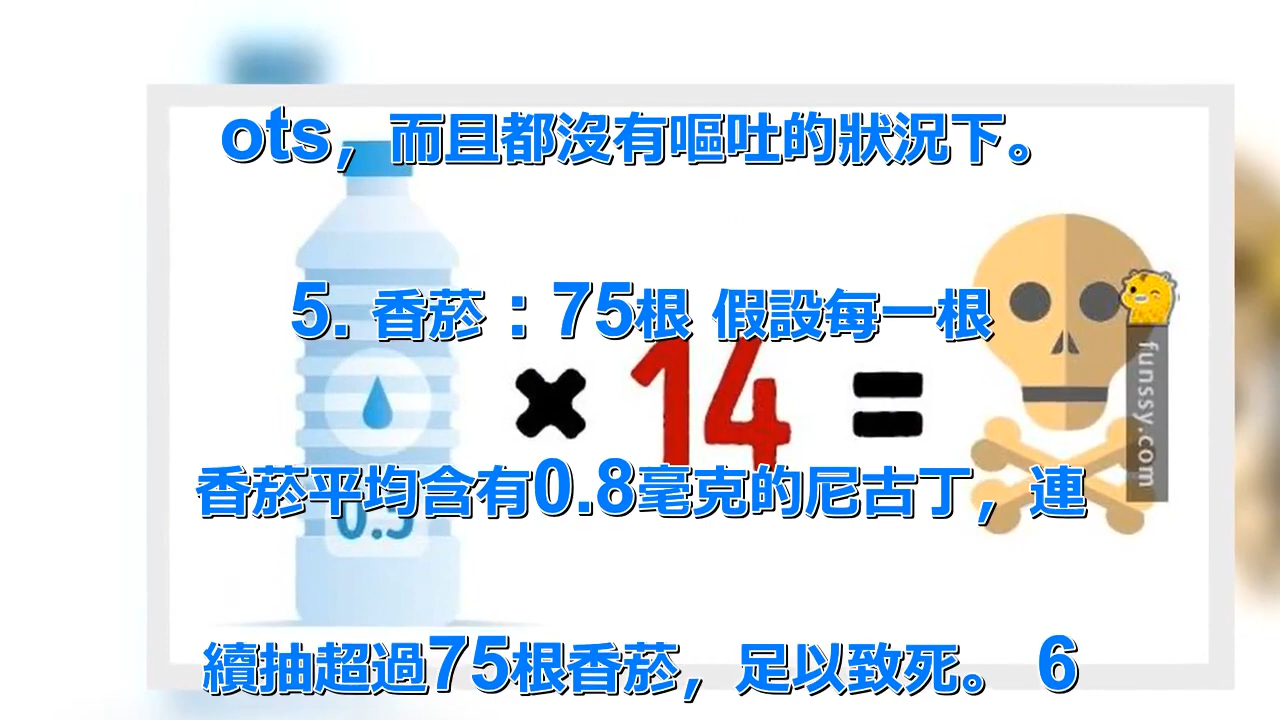 ots，而且都沒有嘔吐的狀況下。
5. 香菸：75根 假設每一根
14
香菸平均含有0.8毫克的尼古丁，連
0.5
續抽超過75根香菸，足以致死。 6
funssy.com